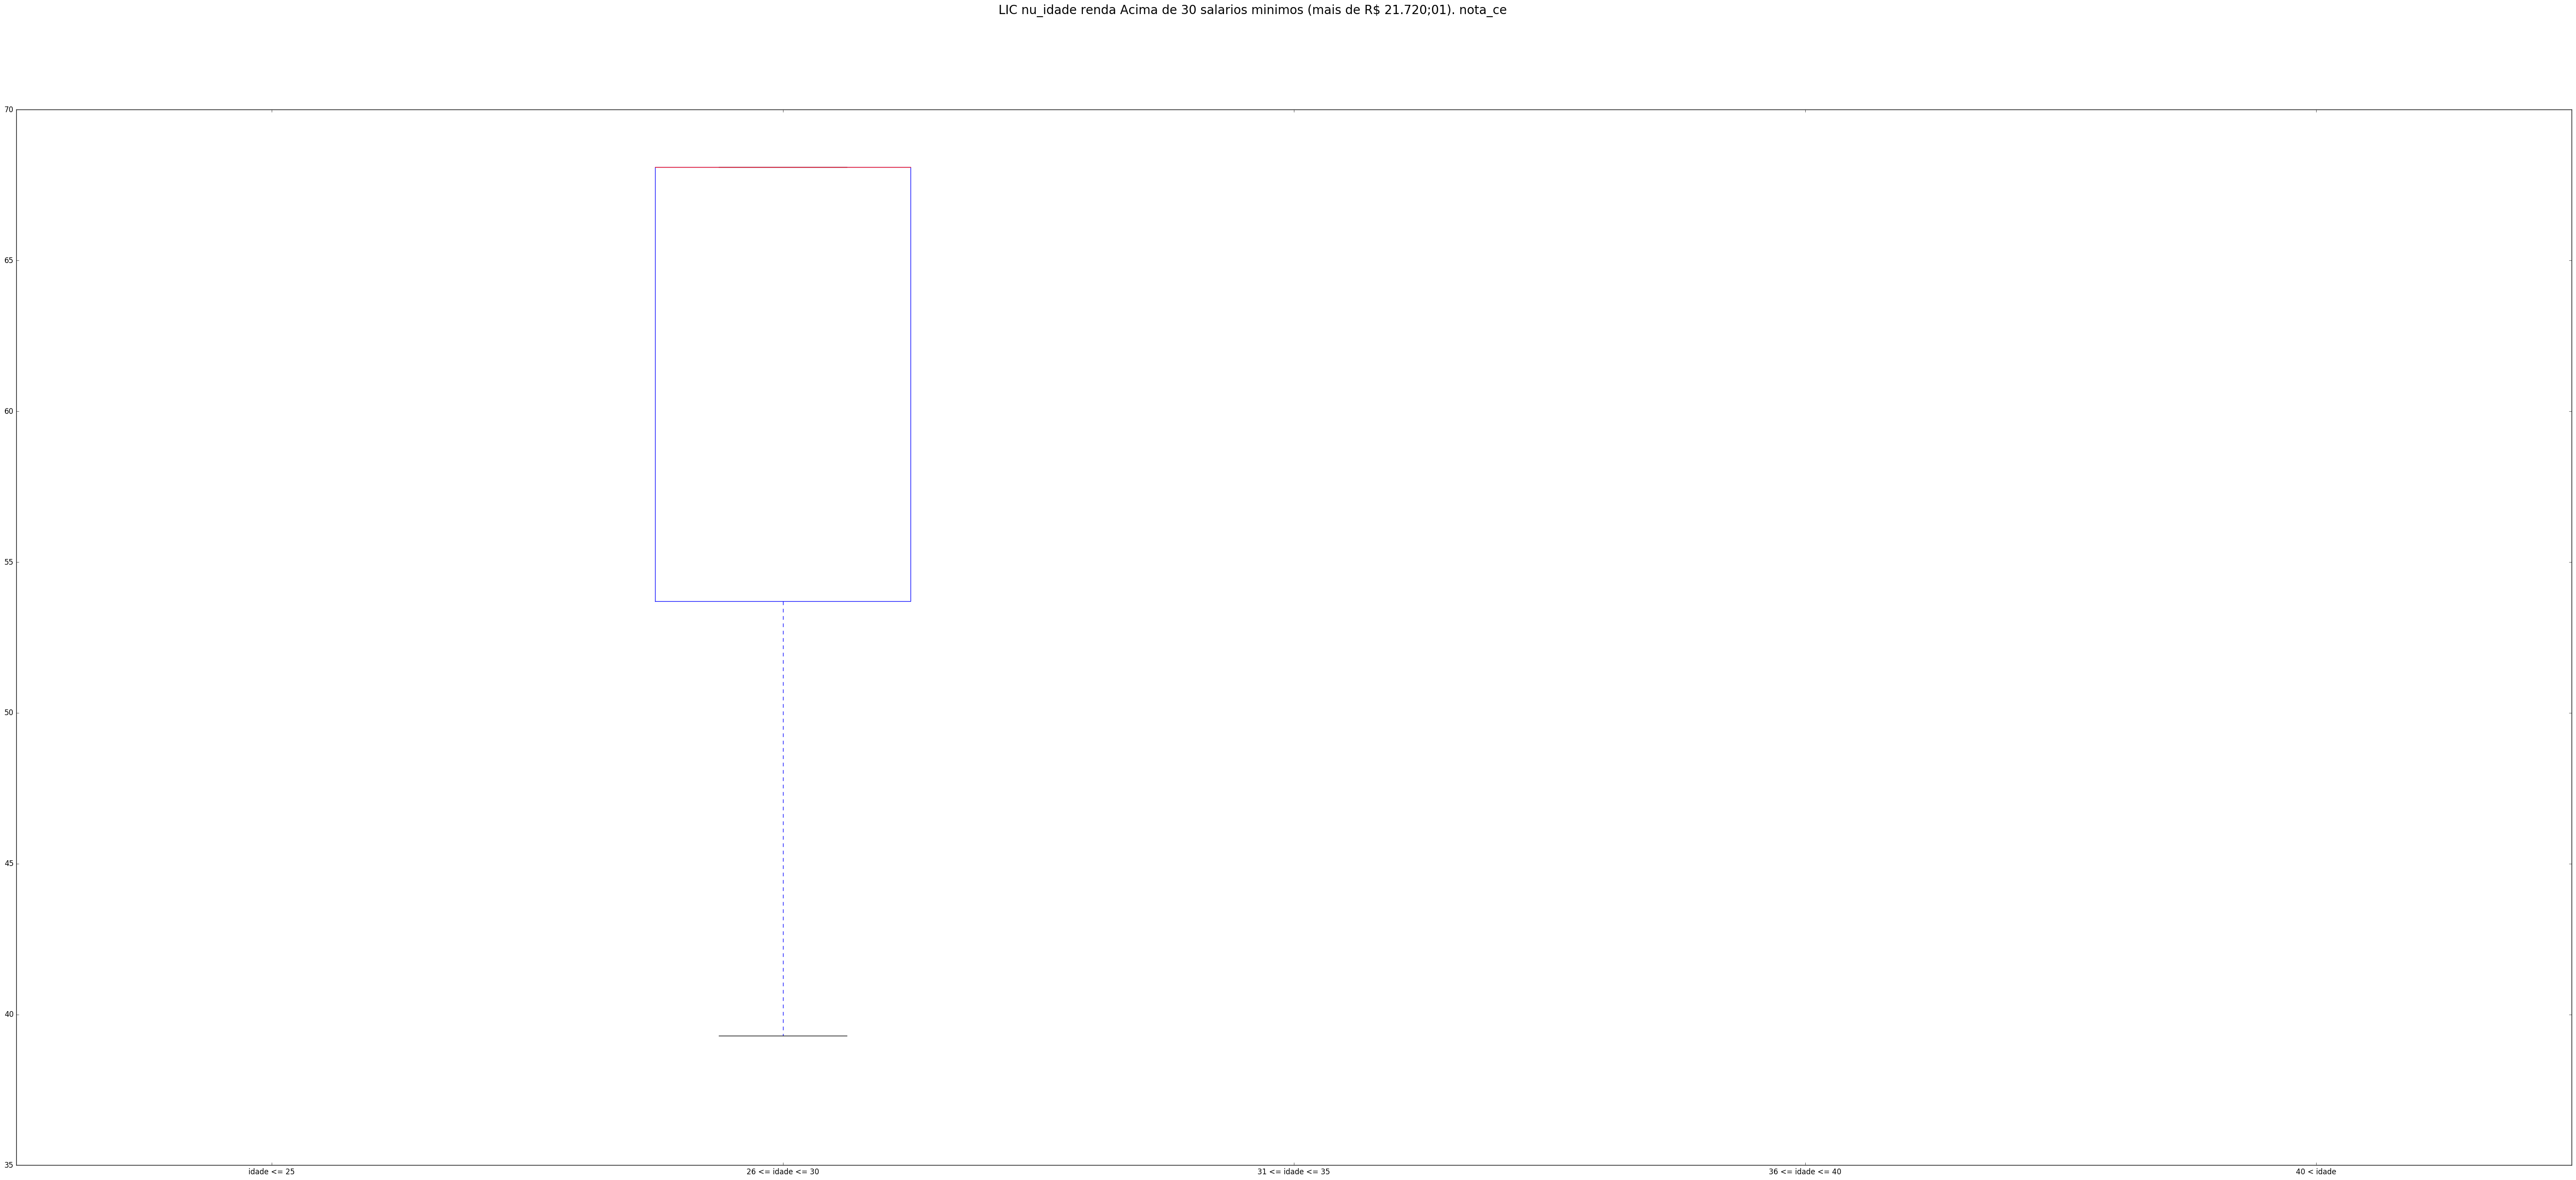 LIC nu_idade renda Acima de 30 salarios minimos (mais de R$ 21.720;01). nota_ce
70
65
60
55
50
45
40
35
idade <= 25
26 <= idade <= 30
31 <= idade <= 35
36 <= idade <= 40
40 < idade